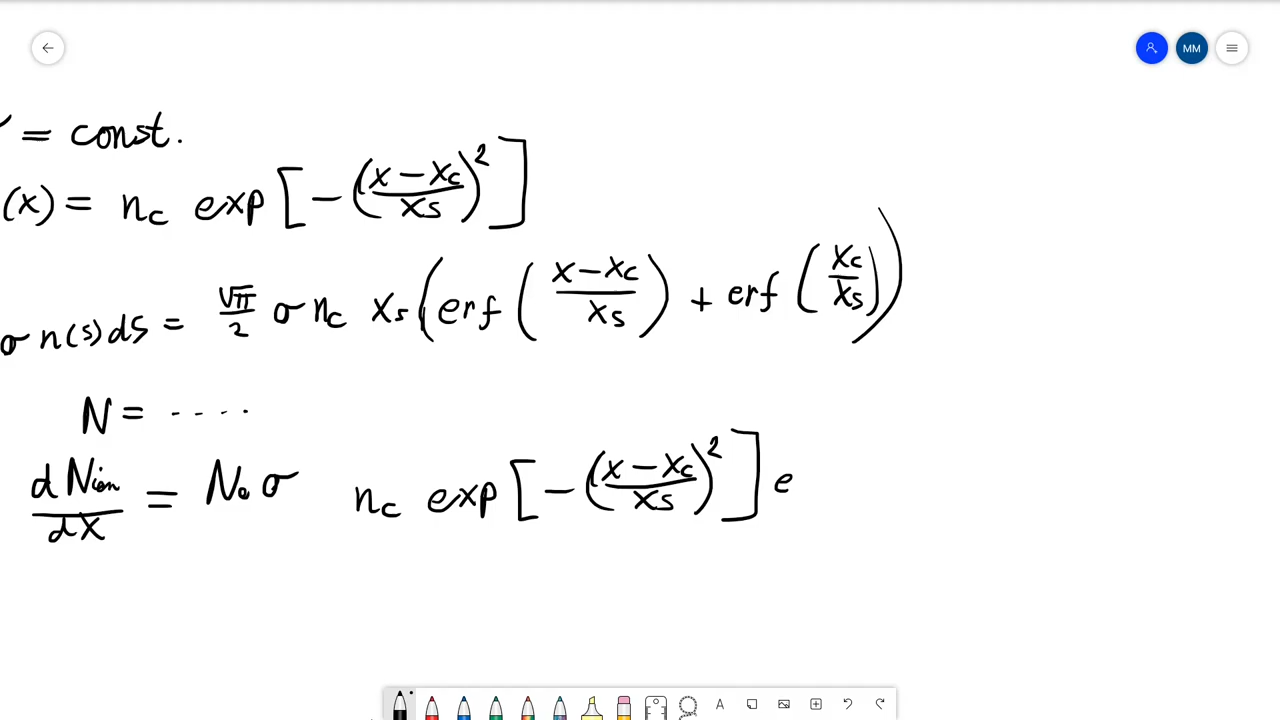 MM
= const.
(x) = n_c exp[-((x-x_c)/x_s)^2]
σ n(s)ds = √π/2 σ n_c x_s(erf((x-x_c)/x_s) + erf(x_c/x_s))
N = ....
dN_ion/dx = N_0 σ n_c exp[-((x-x_c)/x_s)^2] e
A